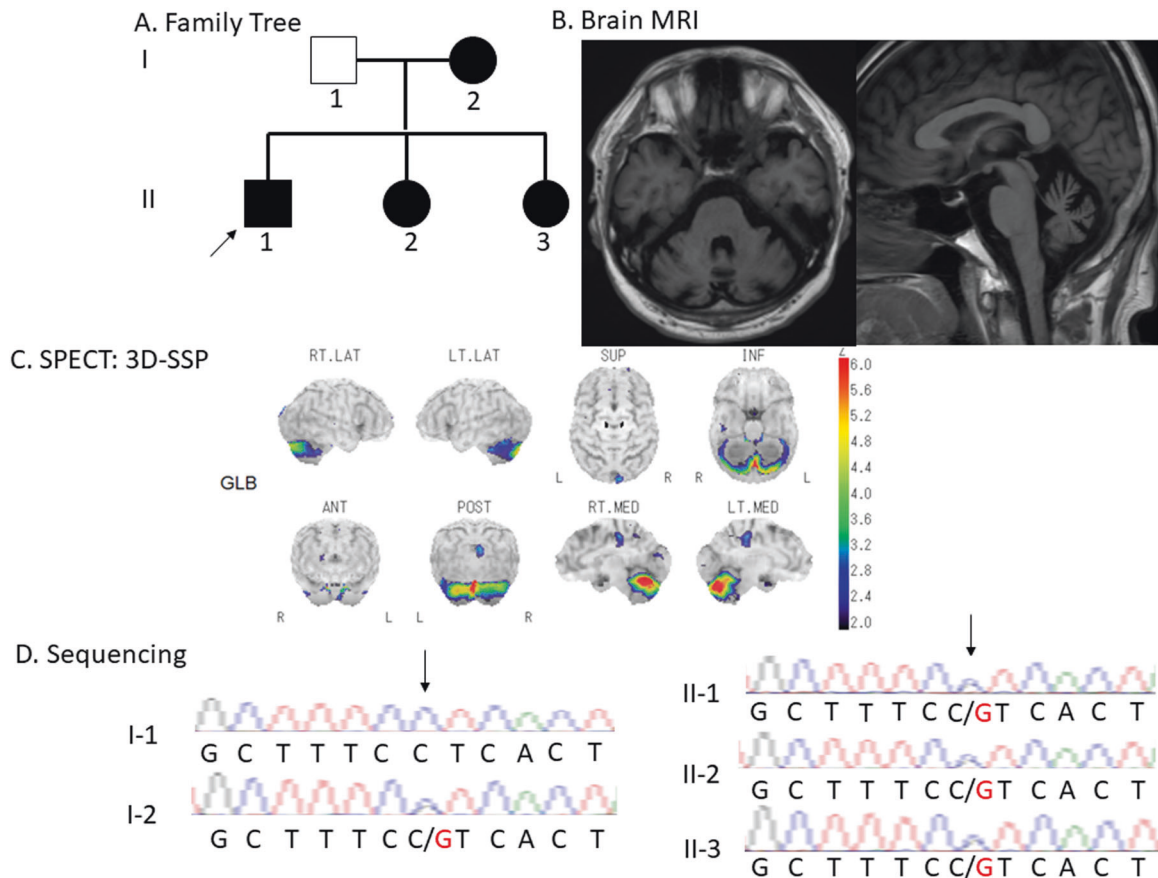 A. Family Tree
B. Brain MRI
I
1
2
II
1
2
3
C. SPECT: 3D-SSP
RT.LAT
LT.LAT
SUP
INF
Z
6.0
5.6
5.2
4.8
4.4
4.0
3.6
3.2
2.8
2.4
2.0
GLB
L
R
R
L
ANT
POST
RT.MED
LT.MED
R
L
L
R
D. Sequencing
I-1
G C T T T C C T C A C T
I-2
G C T T T C C/G T C A C T
II-1
G C T T T C C/G T C A C T
II-2
G C T T T C C/G T C A C T
II-3
G C T T T C C/G T C A C T